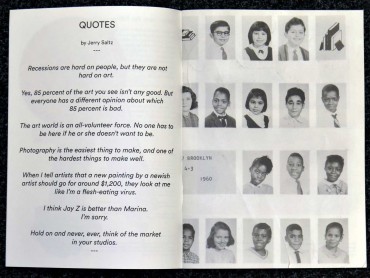 QUOTES
by Jerry Saltz
---
Recessions are hard on people, but they are not
hard on art.
Yes, 85 percent of the art you see isn't any good. But
everyone has a different opinion about which
85 percent is bad.
The art world is an all-volunteer force. No one has to
be here if he or she doesn't want to be.
Photography is the easiest thing to make, and one of
the hardest things to make well.
When I tell artists that a new painting by a newish
artist should go for around $1,200, they look at me
like I'm a flesh-eating virus.
I think Jay Z is better than Marina.
I'm sorry.
Hold on and never, ever, think of the market
in your studios.
---
BROOKLYN
4-3
1960